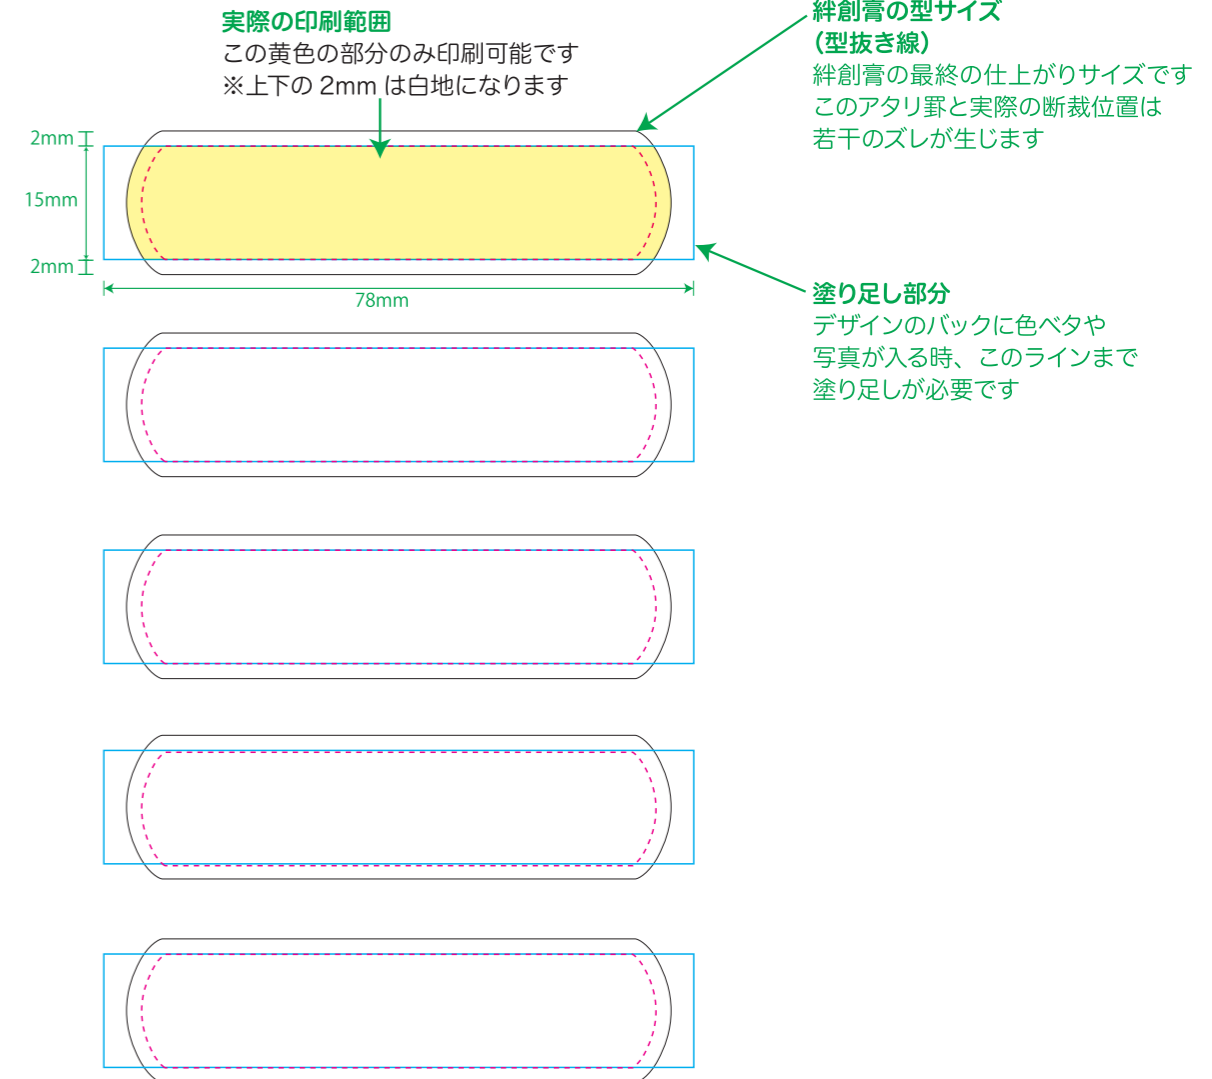 実際の印刷範囲
この黄色の部分のみ印刷可能です
※上下の 2mm は白地になります
絆創膏の型サイズ
（型抜き線）
絆創膏の最終の仕上がりサイズです
このアタリ罫と実際の断裁位置は
若干のズレが生じます
2mm
15mm
2mm
78mm
塗り足し部分
デザインのバックに色ベタや
写真が入る時、このラインまで
塗り足しが必要です